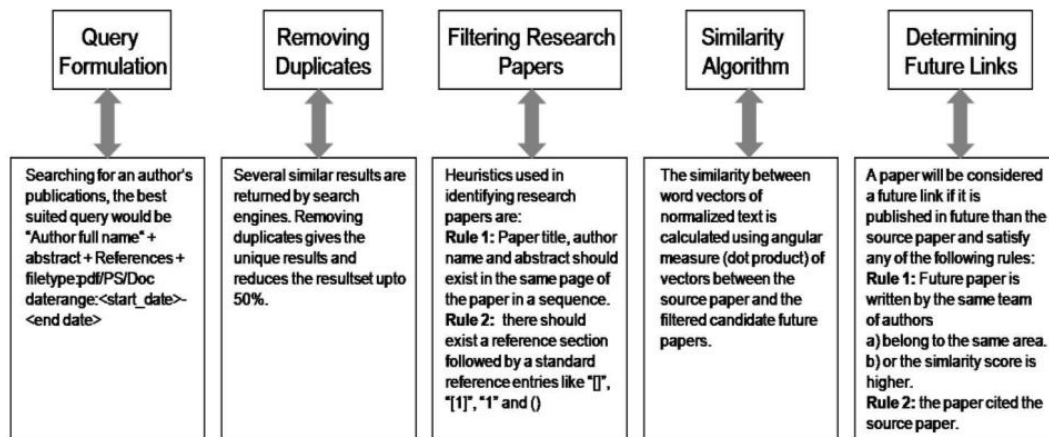 Query
Formulation
Removing
Duplicates
Filtering Research
Papers
Similarity
Algorithm
Determining
Future Links
Searching for an author's
publications, the best
suited query would be
"Author full name" +
abstract + References +
filetype:pdf/PS/Doc
daterange:<start_date>-
<end date>
Several similar results are
returned by search
engines. Removing
duplicates gives the
unique results and
reduces the resultset upto
50%.
Heuristics used in
identifying research
papers are:
Rule 1: Paper title, author
name and abstract should
exist in the same page of
the paper in a sequence.
Rule 2: there should
exist a reference section
followed by a standard
reference entries like "[]",
"[1]", "1" and ()
The similarity between
word vectors of
normalized text is
calculated using angular
measure (dot product) of
vectors between the
source paper and the
filtered candidate future
papers.
A paper will be considered
a future link if it is
published in future than the
source paper and satisfy
any of the following rules:
Rule 1: Future paper is
written by the same team
of authors
a) belong to the same area.
b) or the simlarity score is
higher.
Rule 2: the paper cited the
source paper.